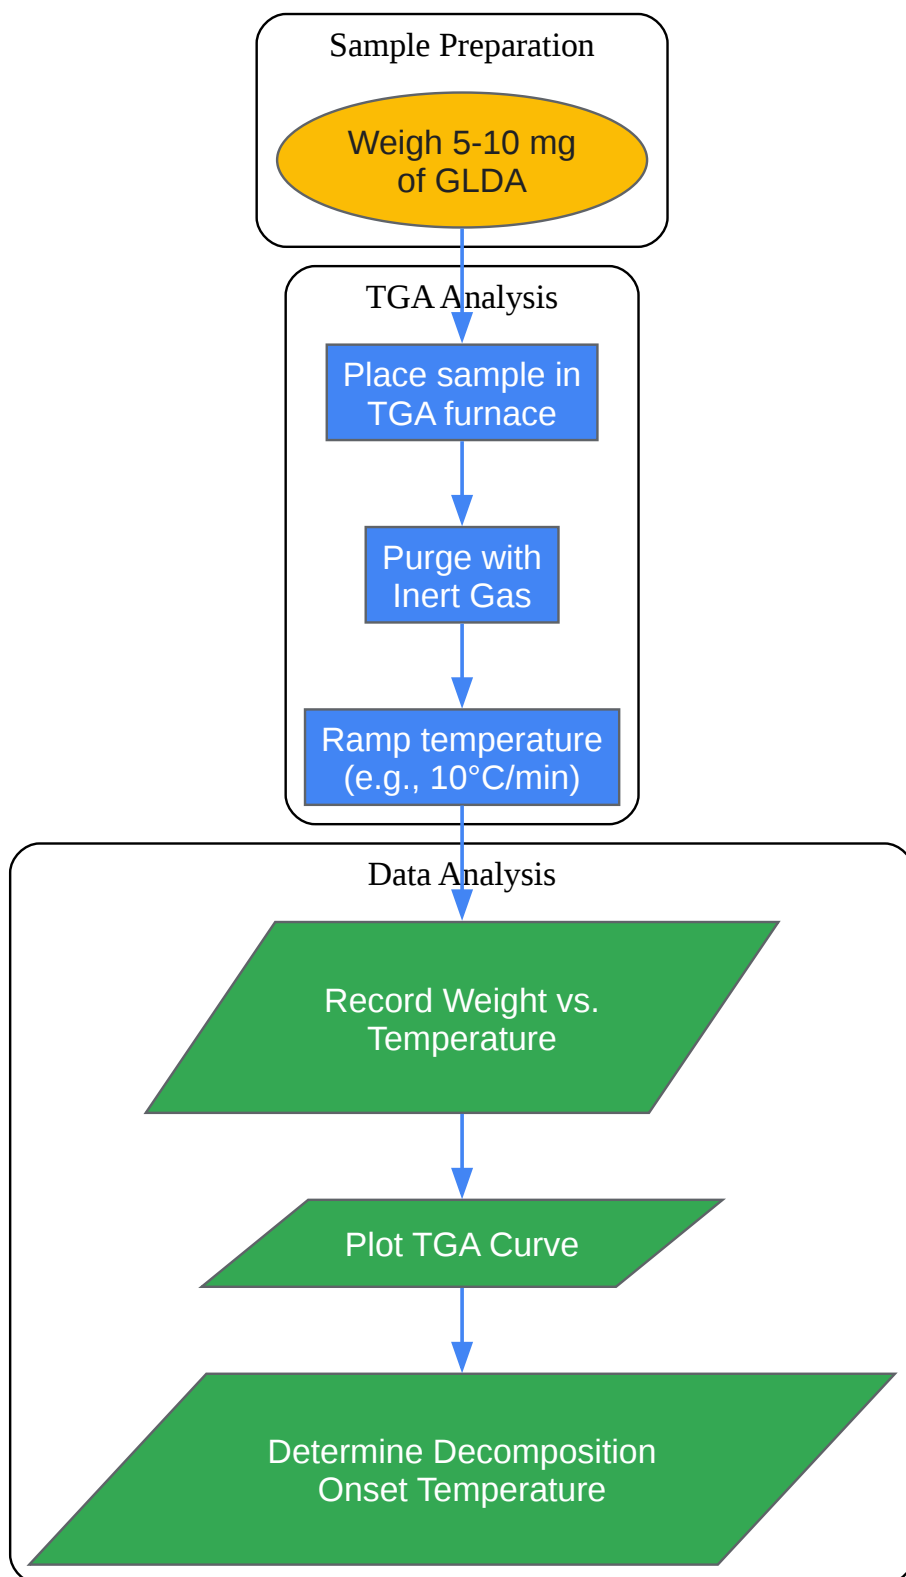 Sample Preparation
Weigh 5-10 mg
of GLDA
TGA Analysis
Place sample in
TGA furnace
Purge with
Inert Gas
Ramp temperature
(e.g., 10°C/min)
Data Analysis
Record Weight vs.
Temperature
Plot TGA Curve
Determine Decomposition
Onset Temperature